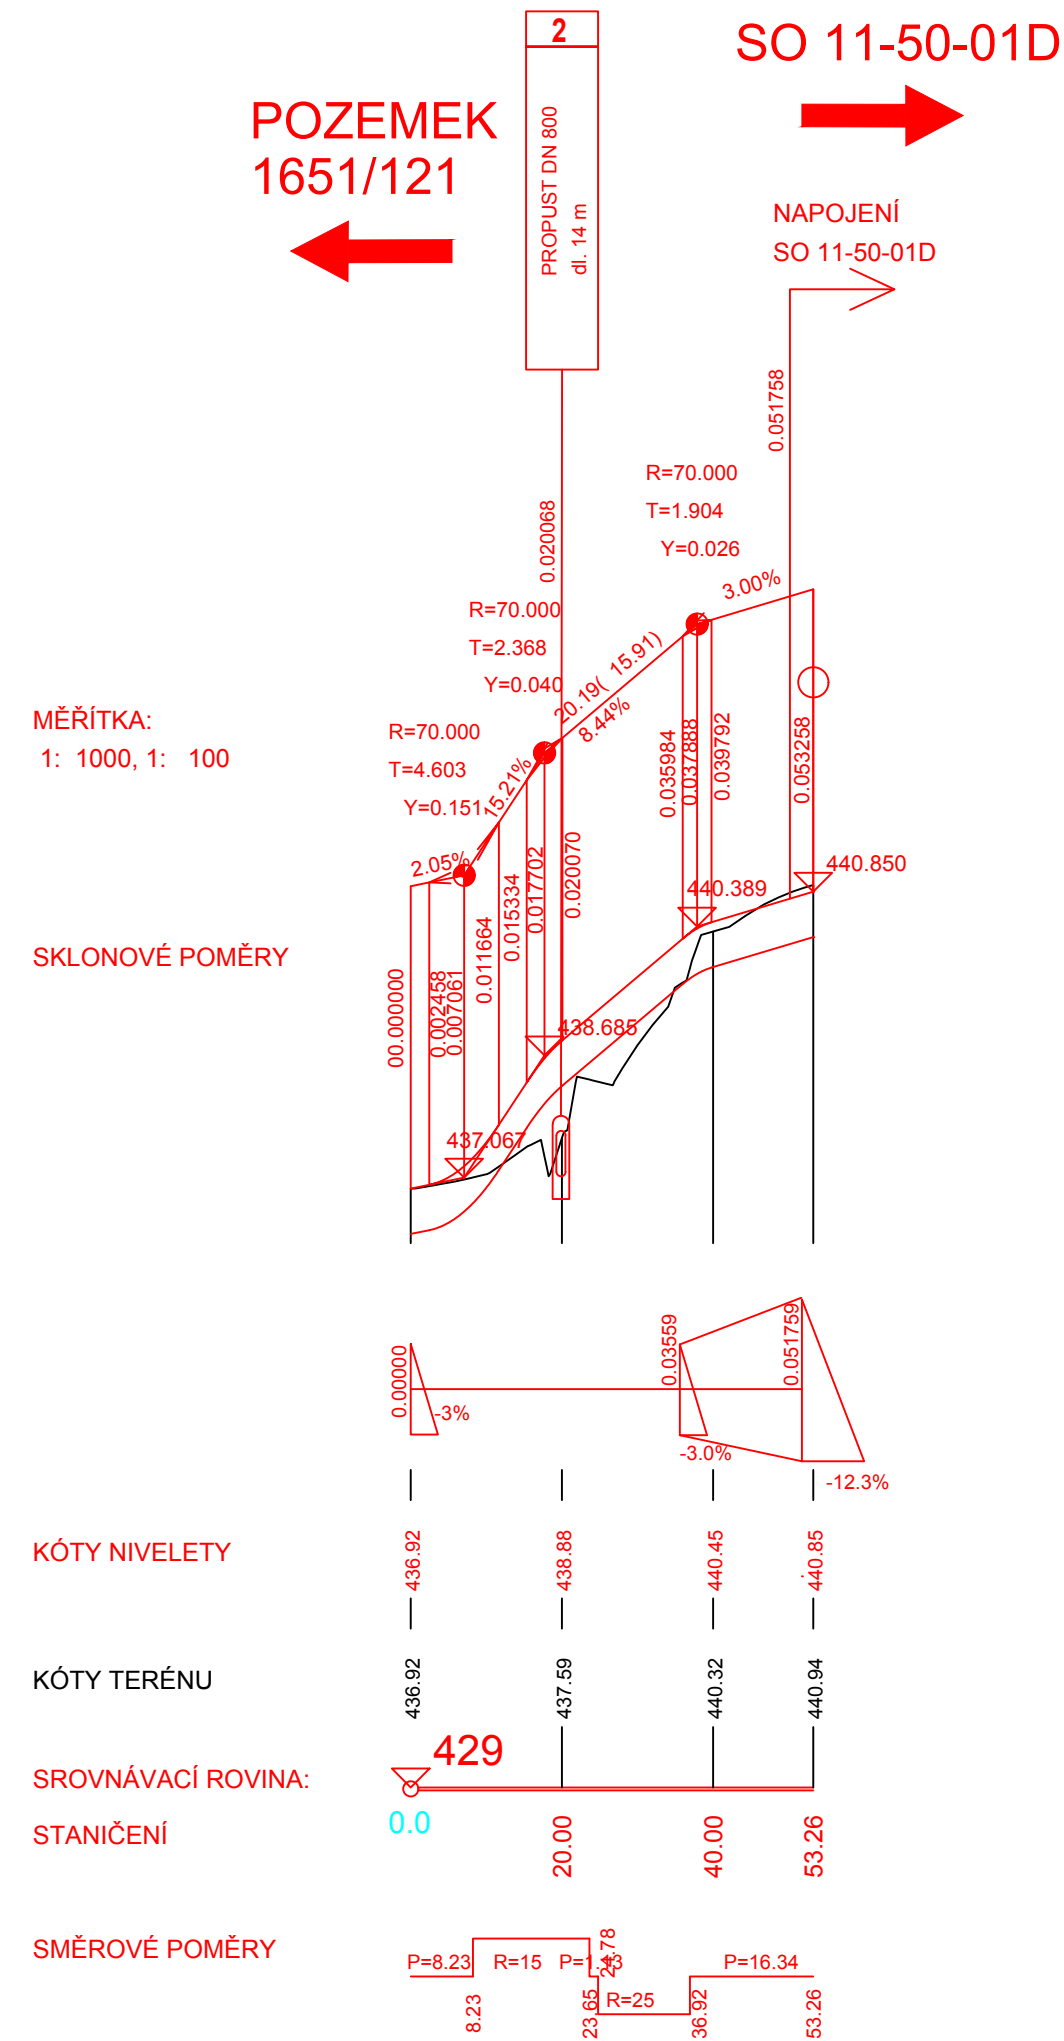 2
SO 11-50-01D
POZEMEK
1651/121
PROPUST DN 800
dl. 14 m
NAPOJENÍ
SO 11-50-01D
0.051758
R=70.000
T=1.904
Y=0.026
0.020068
3.00%
R=70.000
T=2.368
Y=0.040
20.19( 15.91)
8.44%
MĚŘÍTKA:
1: 1000, 1: 100
R=70.000
T=4.603
Y=0.151
15.21%
2.05%
0.035984
0.037888
0.039792
0.053258
440.850
440.389
SKLONOVÉ POMĚRY
00.000000
0.002458
0.007061
0.011664
0.015334
0.017702
0.020070
438.685
437.067
0.00000
-3%
0.03559
-3.0%
0.051759
-12.3%
KÓTY NIVELETY
436.92
438.88
440.45
440.85
KÓTY TERÉNU
436.92
437.59
440.32
440.94
SROVNÁVACÍ ROVINA:
429
STANIČENÍ
0.0
20.00
40.00
53.26
SMĚROVÉ POMĚRY
P=8.23
R=15
P=1.13
24.78
R=25
P=16.34
8.23
23.65
36.92
53.26